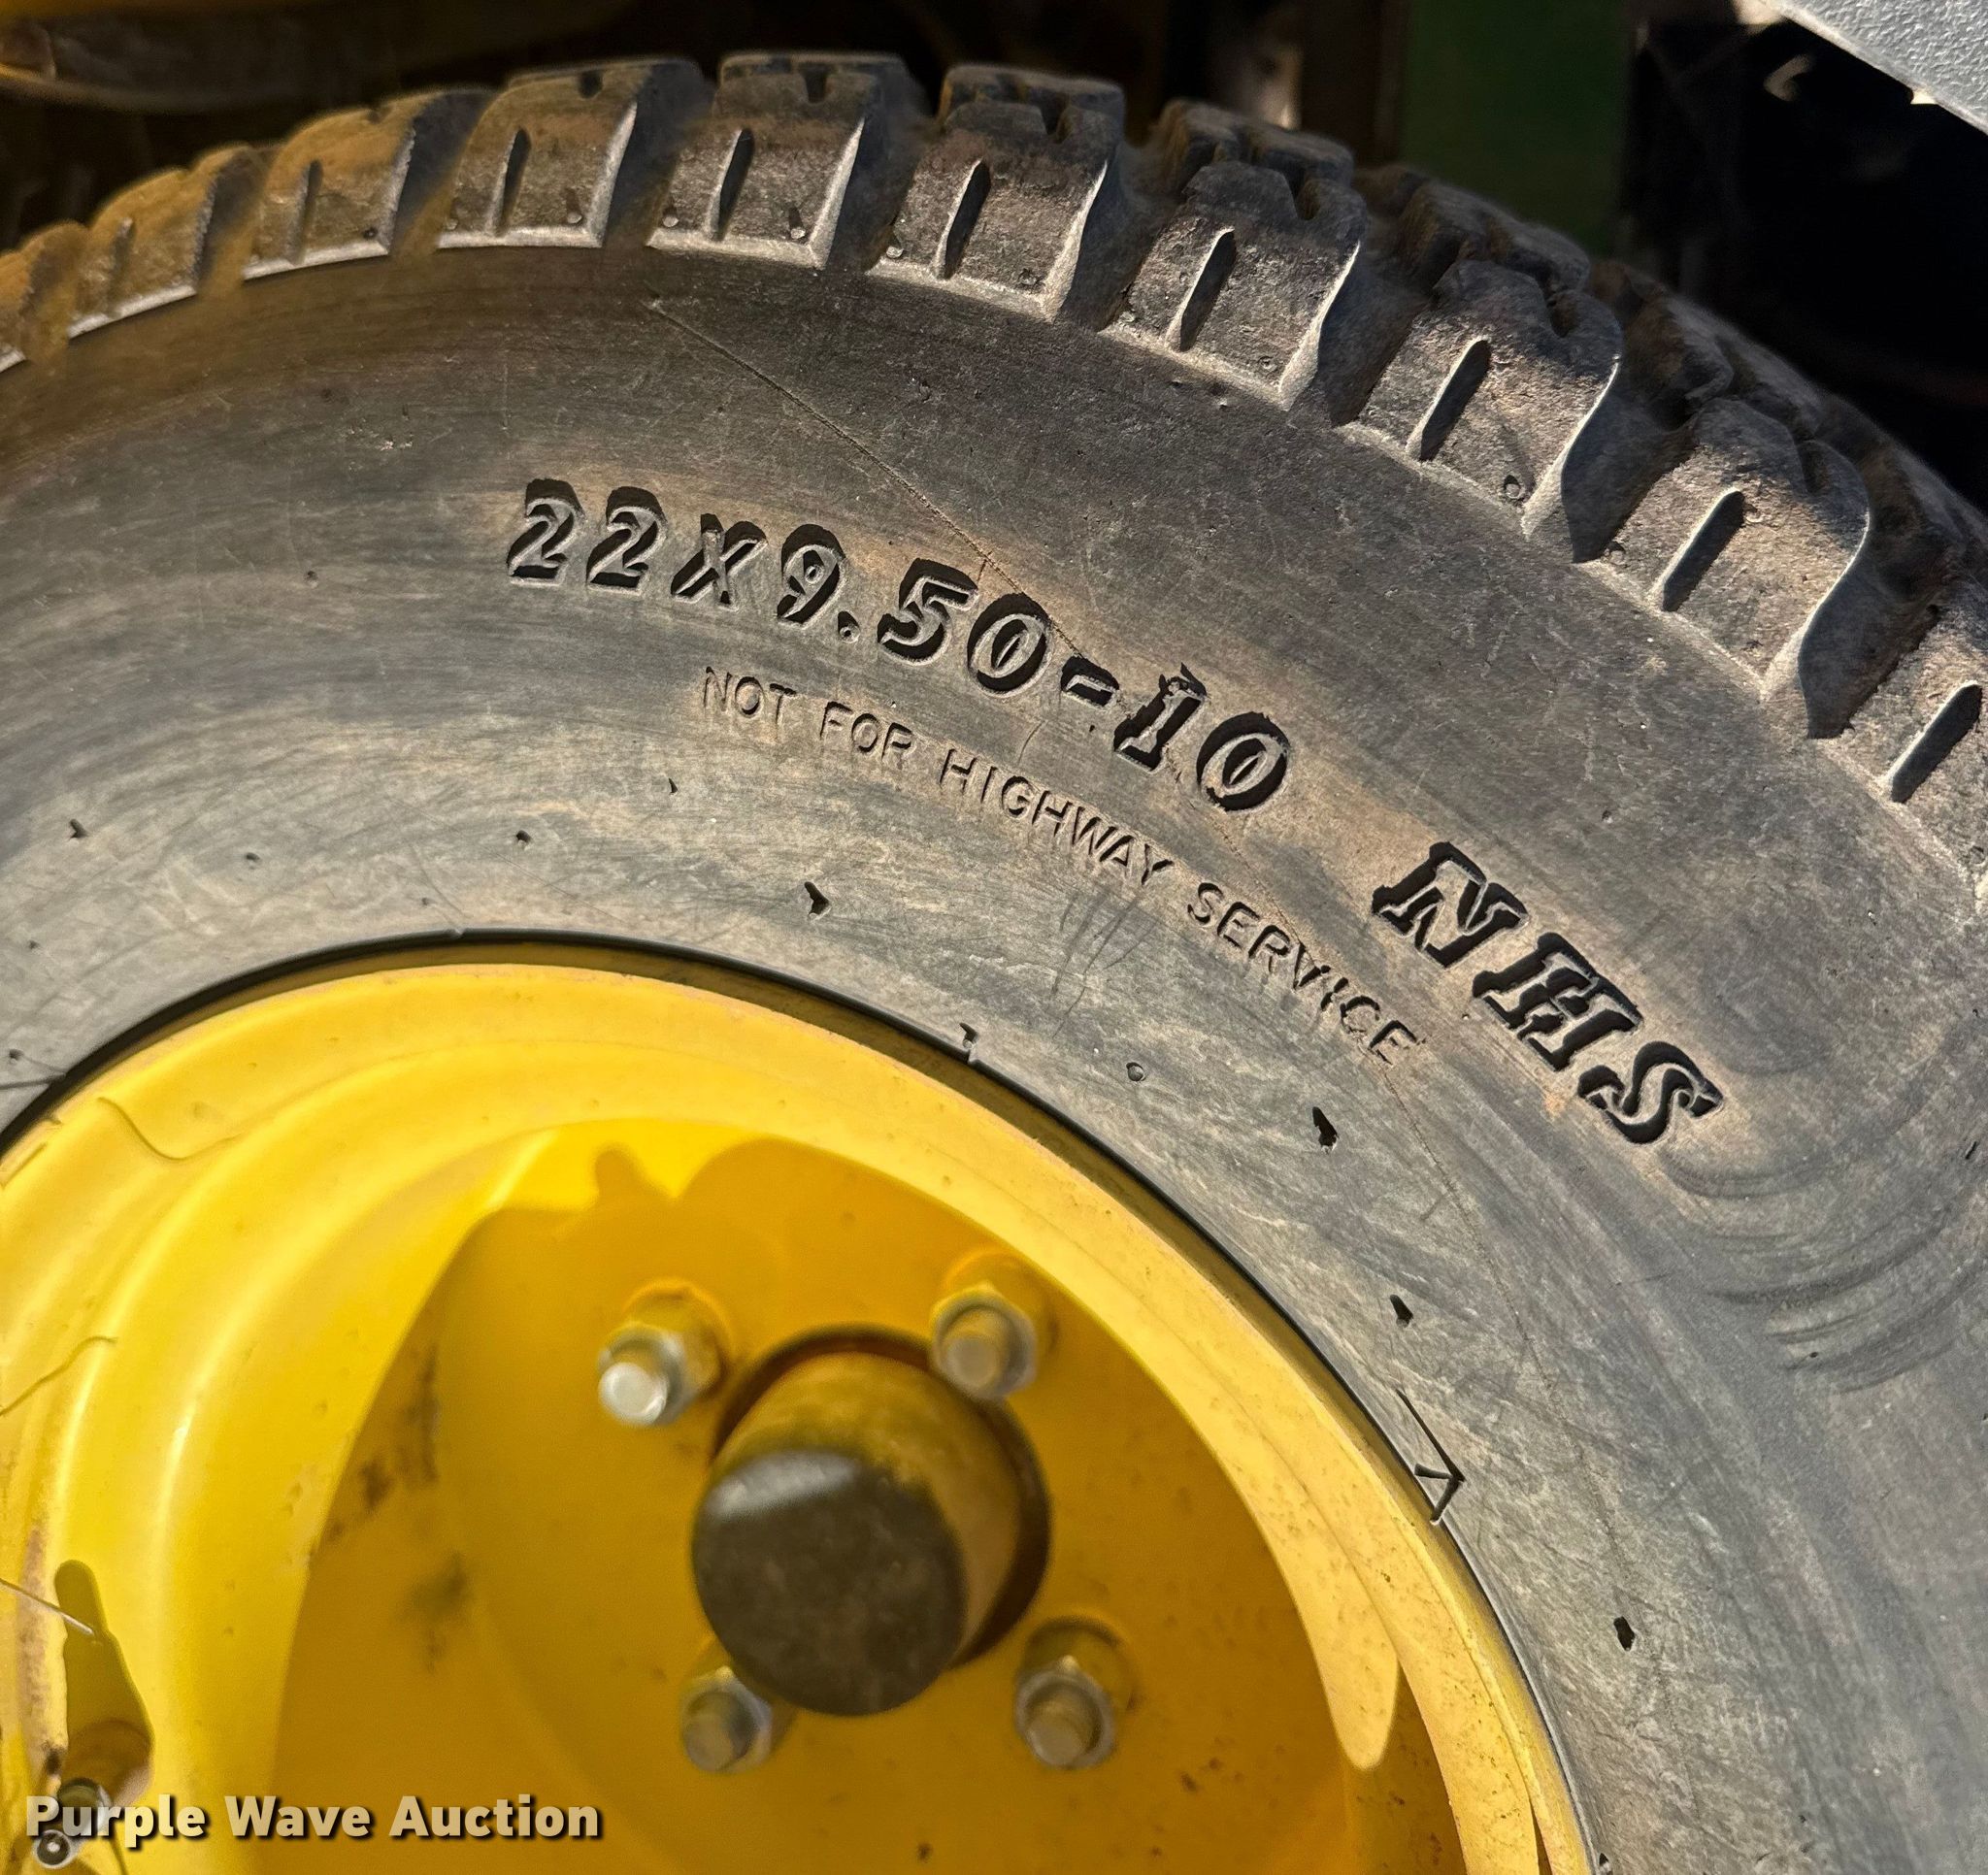 22X9.50-10 NHS
NOT FOR HIGHWAY SERVICE
Purple Wave Auction